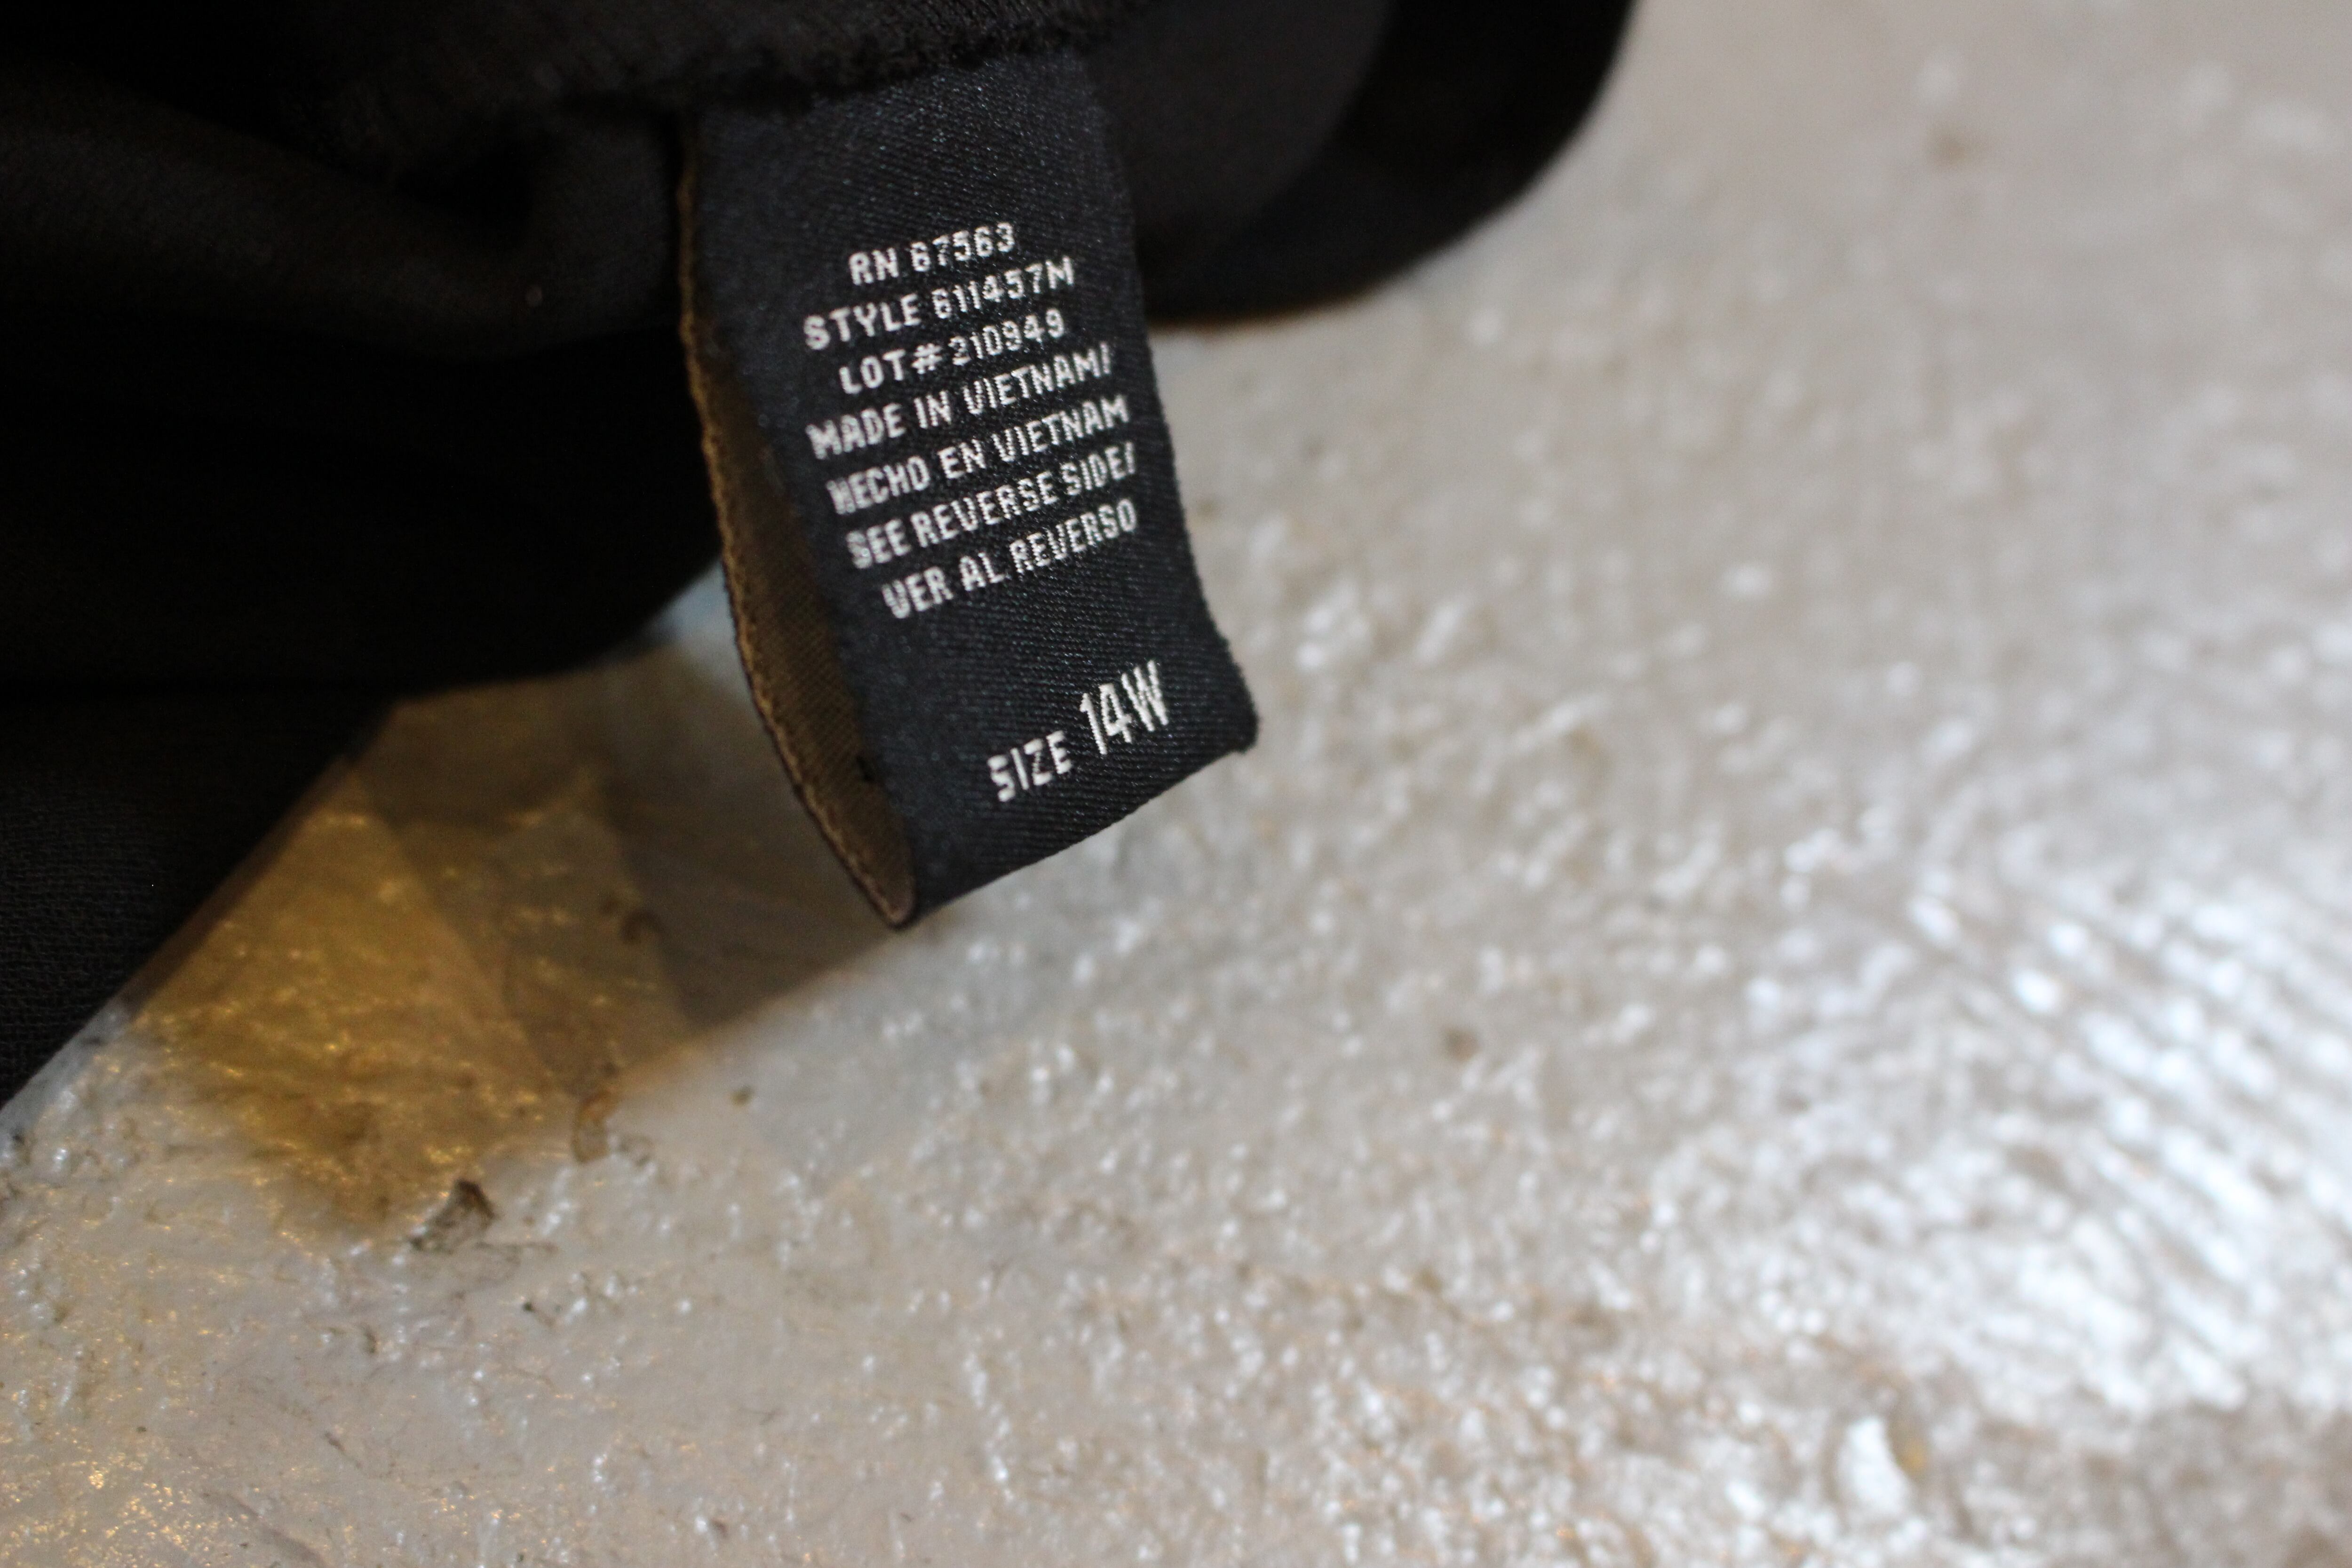 RN 67563
STYLE 611457M
LOT# 210949
MADE IN VIETNAM/
HECHO EN VIETNAM
SEE REVERSE SIDE/
VER AL REVERSO
SIZE 14W